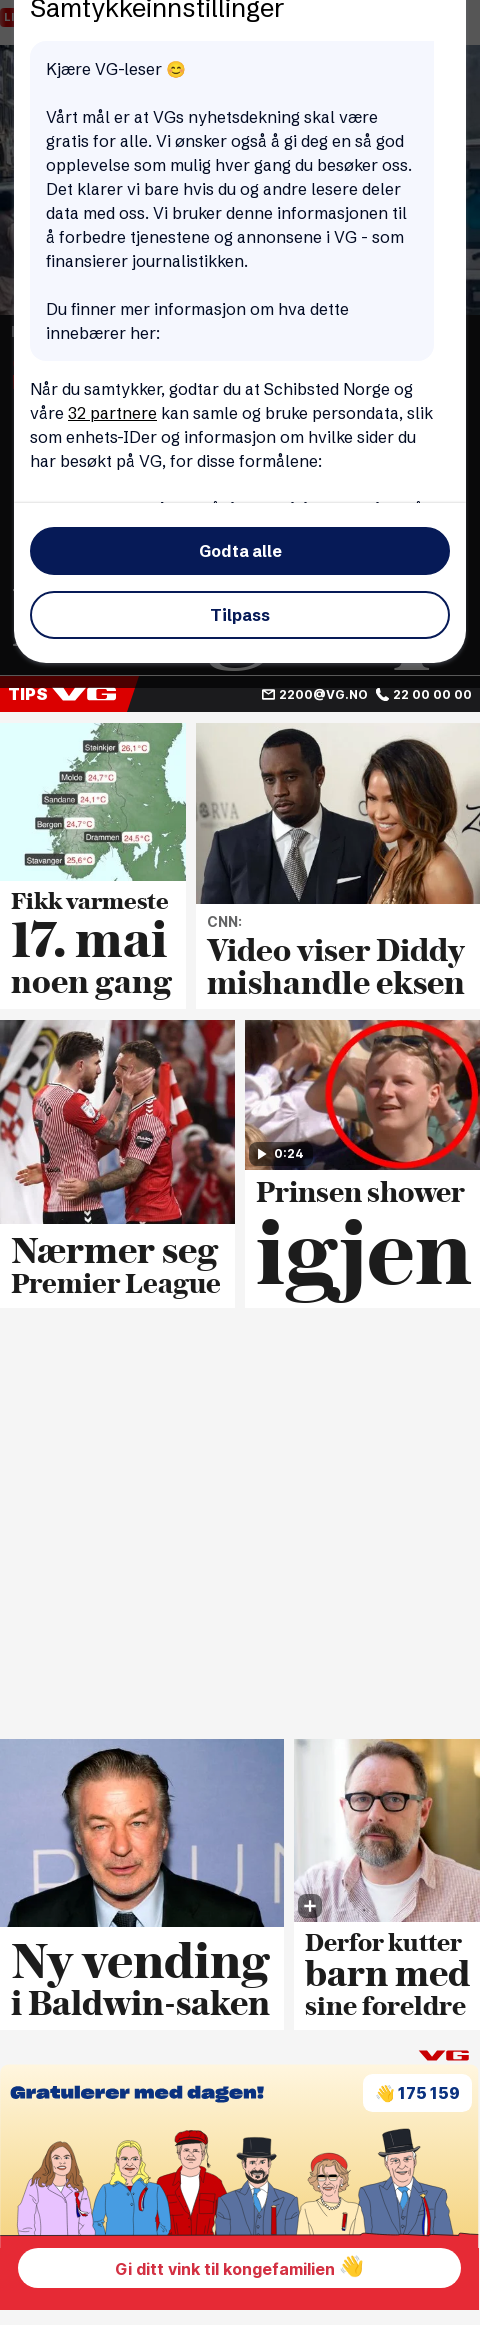 Samtykkeinnstillinger
Kjære VG-leser 😊
Vårt mål er at VGs nyhetsdekning skal være
gratis for alle. Vi ønsker også å gi deg en så god
opplevelse som mulig hver gang du besøker oss.
Det klarer vi bare hvis du og andre lesere deler
data med oss. Vi bruker denne informasjonen til
å forbedre tjenestene og annonsene i VG - som
finansierer journalistikken.
Du finner mer informasjon om hva dette
innebærer her:
Når du samtykker, godtar du at Schibsted Norge og
våre 32 partnere kan samle og bruke persondata, slik
som enhets-IDer og informasjon om hvilke sider du
har besøkt på VG, for disse formålene:
Godta alle
Tilpass
TIPS VG 2200@VG.NO 22 00 00 00
Steinkjer 26,1°C
Molde 24,7°C
Sandane 24,1°C
Bergen 24,7°C
Drammen 24.5°C
Stavanger 25,6°C
Fikk varmeste
17. mai
noen gang
CNN:
Video viser Diddy
mishandle eksen
0:24
Nærmer seg
Premier League
Prinsen shower
igjen
Ny vending
i Baldwin-saken
Derfor kutter
barn med
sine foreldre
VG
Gratulerer med dagen!
👋 175 159
Gi ditt vink til kongefamilien 👋